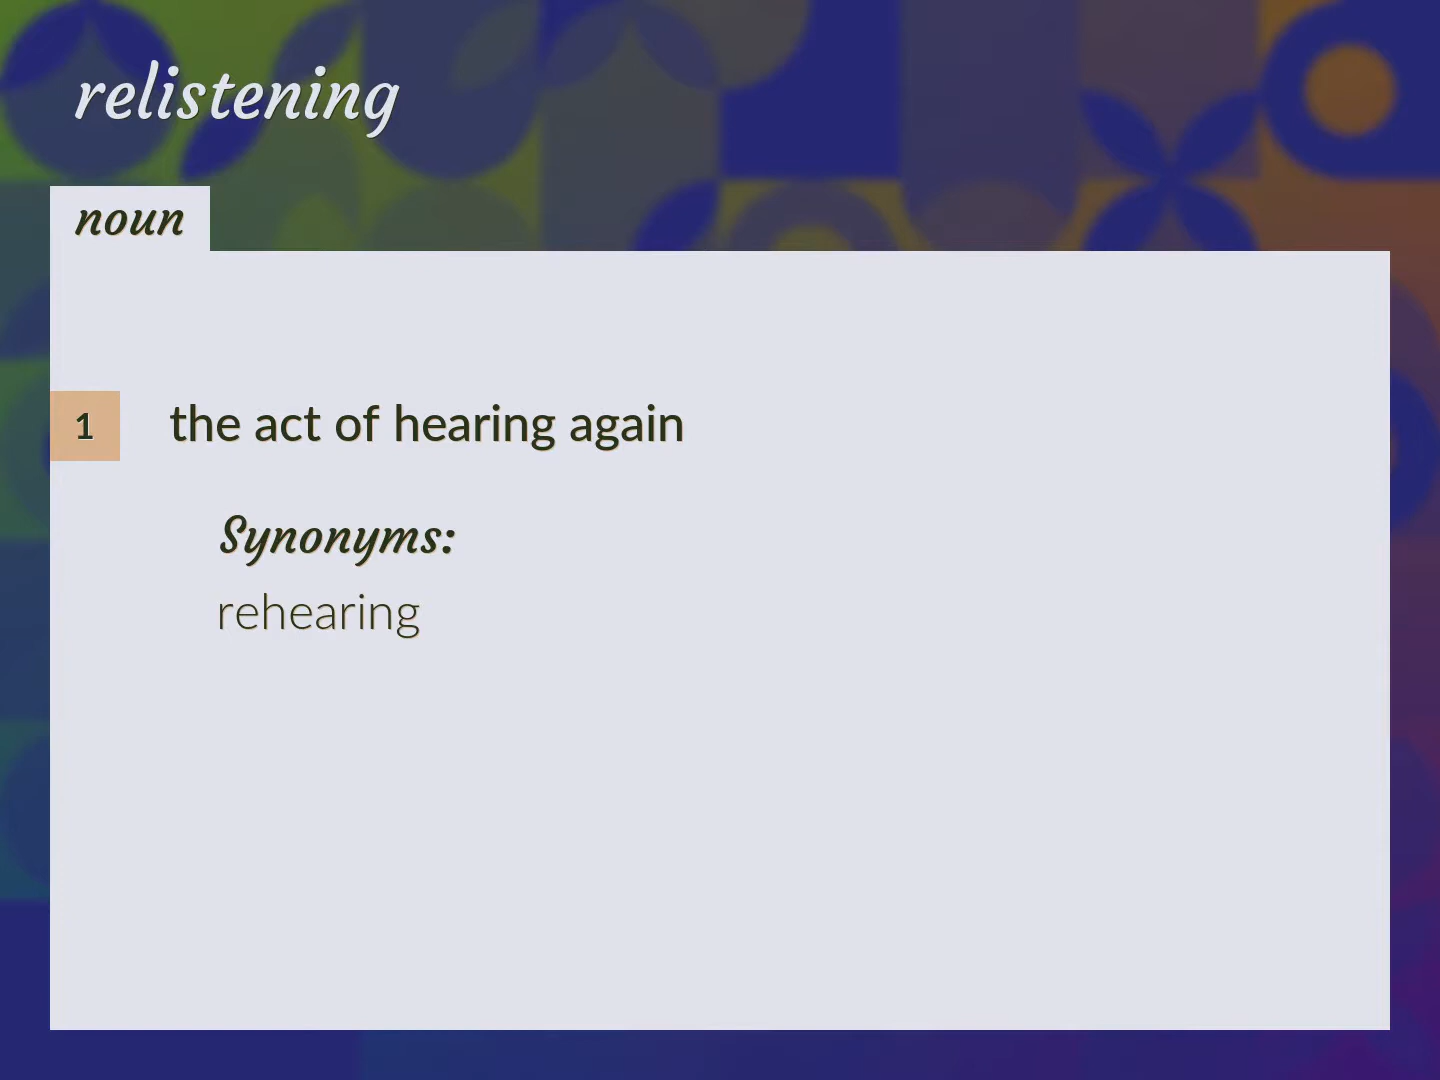 relistening
noun
1 the act of hearing again
Synonyms:
rehearing